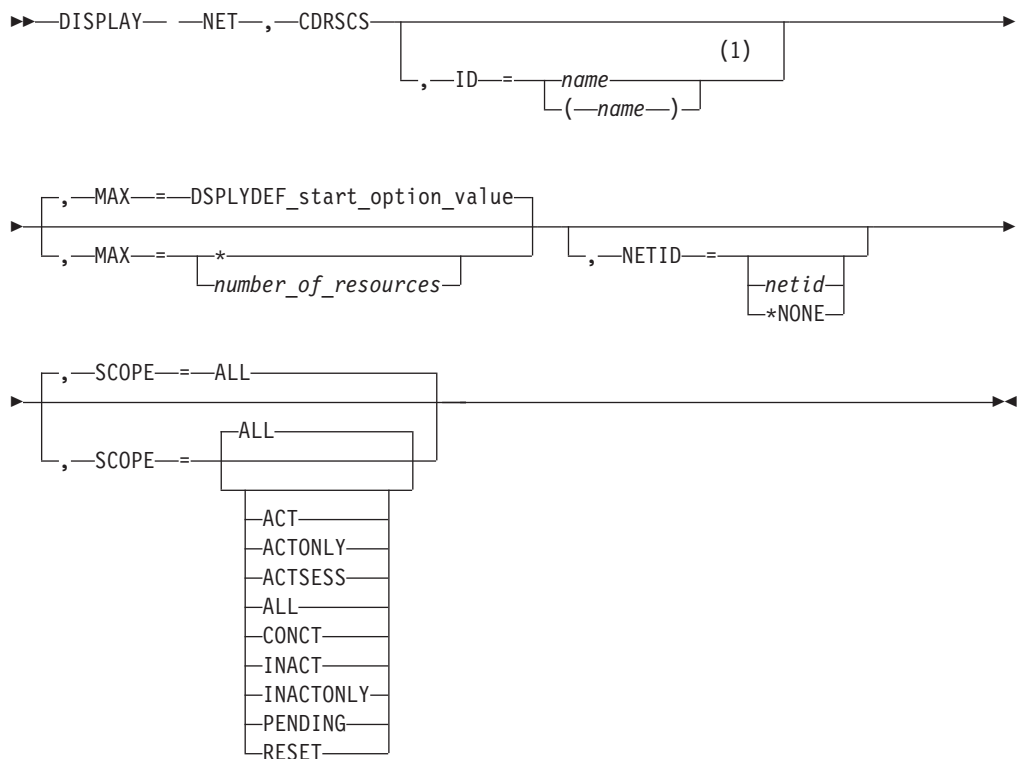 DISPLAY NET , CDRSCS
(1)
, ID = name
( name )
, MAX = DSPLYDEF_start_option_value
, MAX = *
number_of_resources
, NETID =
netid
*NONE
, SCOPE = ALL
ALL
, SCOPE =
ACT
ACTONLY
ACTSESS
ALL
CONCT
INACT
INACTONLY
PENDING
RESET